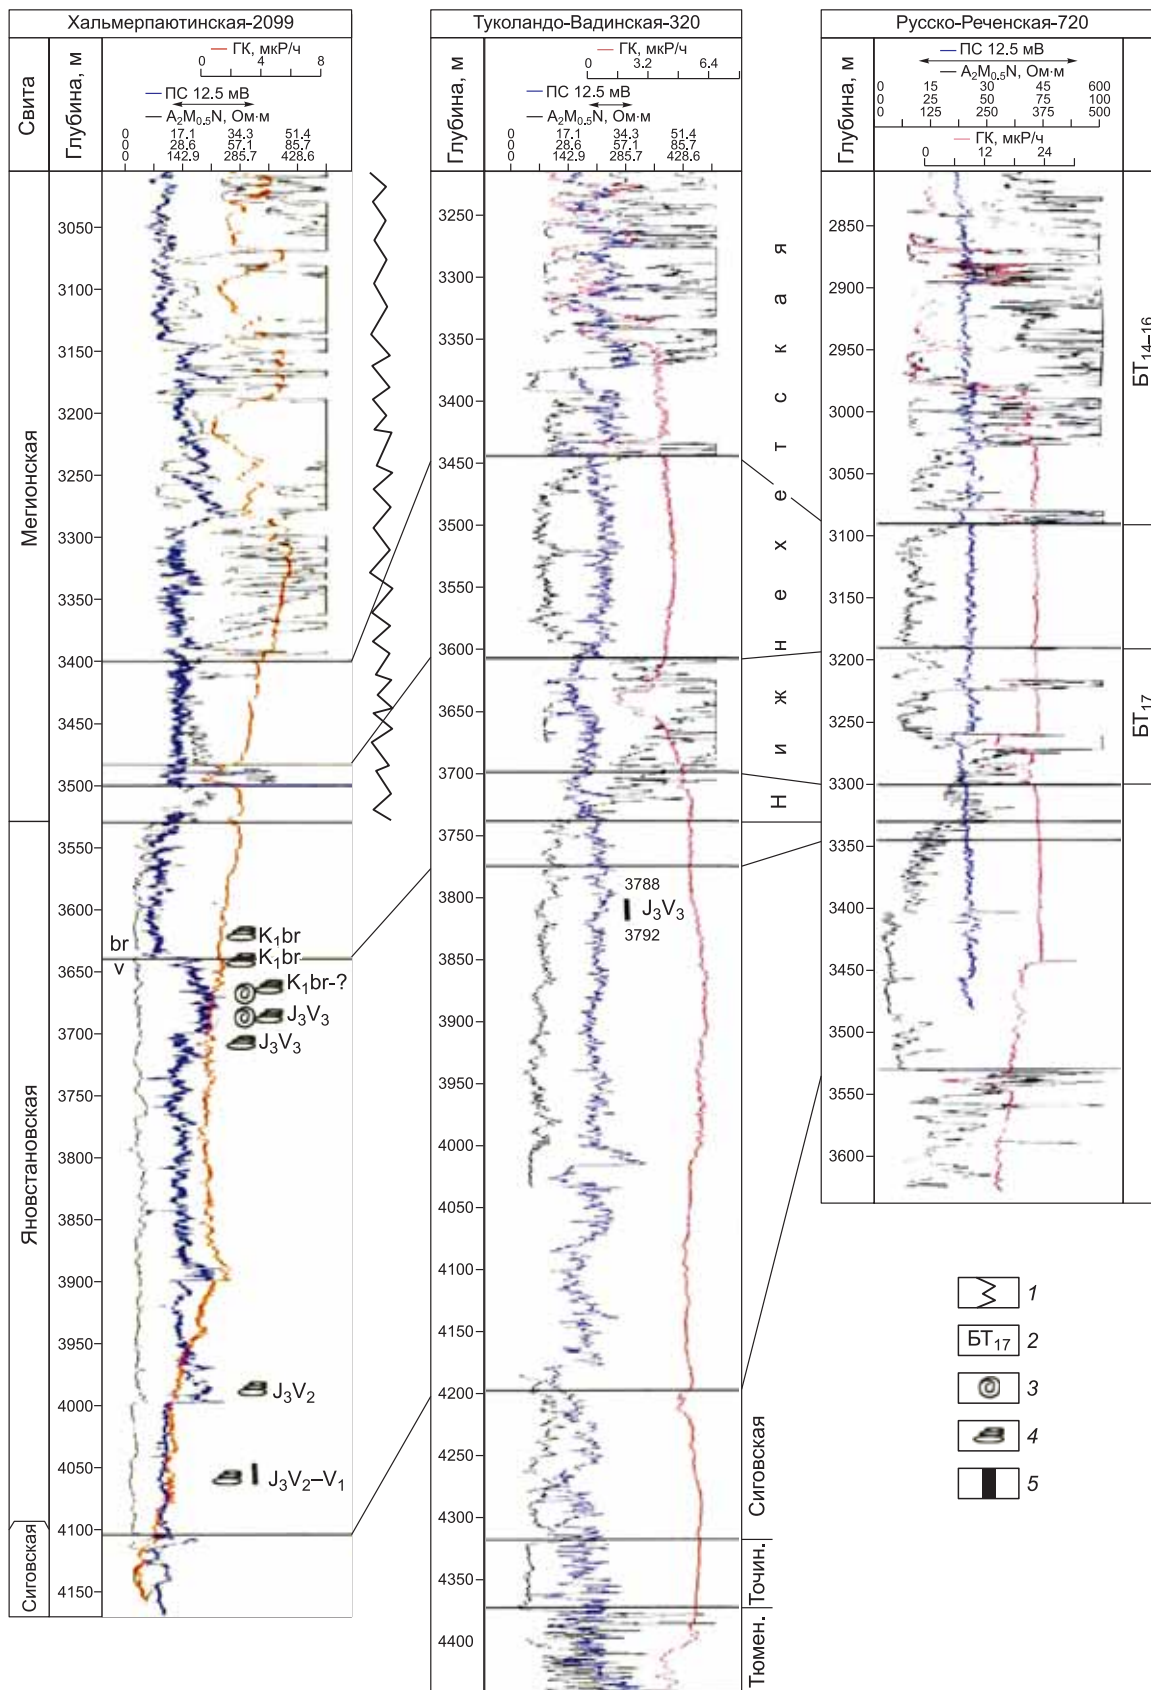 Хальмерпаютинская-2099
Свита
Глубина, м
ГК, мкР/ч
0 4 8
ПС 12.5 мВ
A₂M₀.₅N, Ом·м
0 17.1 34.3 51.4
0 28.6 57.1 85.7
0 142.9 285.7 428.6
Мегионская
Яновстановская
Сиговская
3050
3100
3150
3200
3250
3300
3350
3400
3450
3500
3550
3600
3650
3700
3750
3800
3850
3900
3950
4000
4050
4100
4150
br
v
K₁br
K₁br
K₁br-?
J₃V₃
J₃V₃
J₃V₂
J₃V₂–V₁
Туколандо-Вадинская-320
Глубина, м
ГК, мкР/ч
0 3.2 6.4
ПС 12.5 мВ
A₂M₀.₅N, Ом·м
0 17.1 34.3 51.4
0 28.6 57.1 85.7
0 142.9 285.7 428.6
3250
3300
3350
3400
3450
3500
3550
3600
3650
3700
3750
3800
3850
3900
3950
4000
4050
4100
4150
4200
4250
4300
4350
4400
3788
J₃V₃
3792
Нижнехетская
Сиговская
Точин.
Тюмен.
Русско-Реченская-720
Глубина, м
ПС 12.5 мВ
A₂M₀.₅N, Ом·м
0 15 30 45 600
0 25 50 75 100
125 250 375 500
ГК, мкР/ч
0 12 24
2850
2900
2950
3000
3050
3100
3150
3200
3250
3300
3350
3400
3450
3500
3550
3600
БТ₁₄₋₁₆
БТ₁₇
1
БТ₁₇ 2
3
4
5